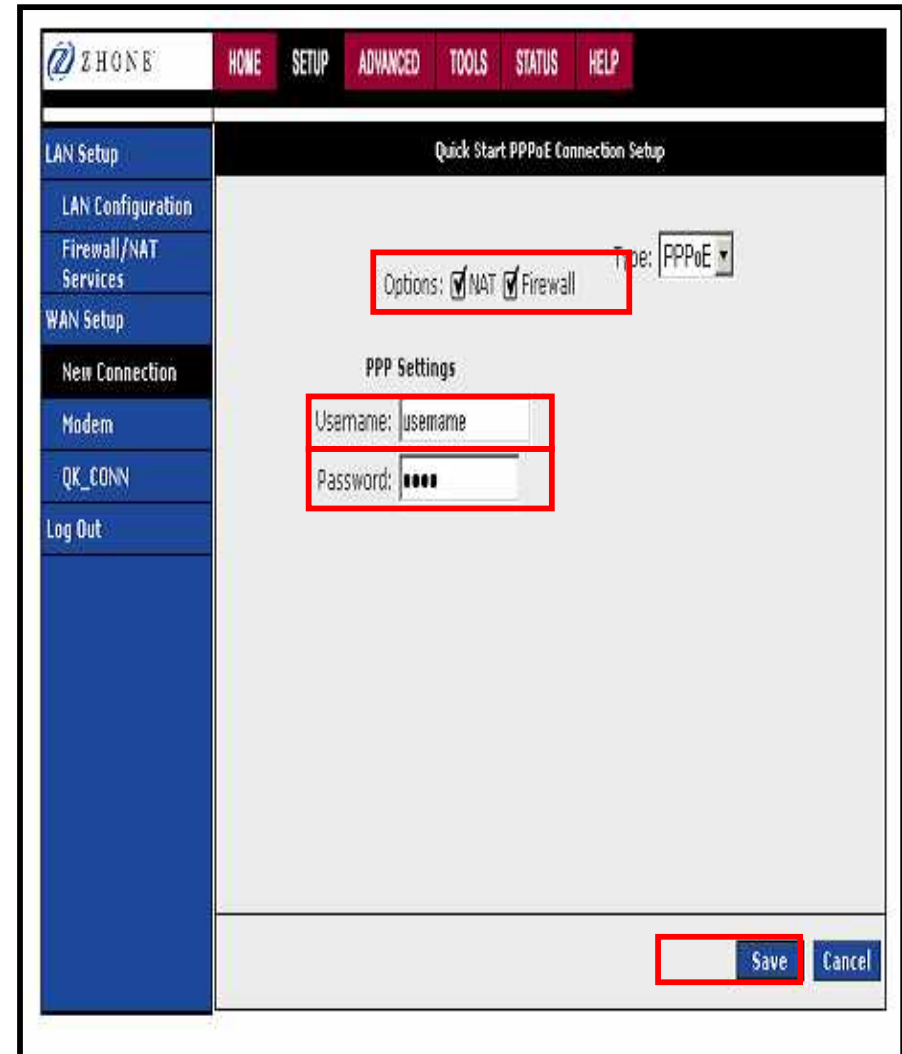 ZHONE
HOME SETUP ADVANCED TOOLS STATUS HELP
LAN Setup
LAN Configuration
Firewall/NAT
Services
WAN Setup
New Connection
Modem
QK_CONN
Log Out
Quick Start PPPoE Connection Setup
Type: PPPoE
Options: NAT Firewall
PPP Settings
Username: username
Password: ••••
Save Cancel